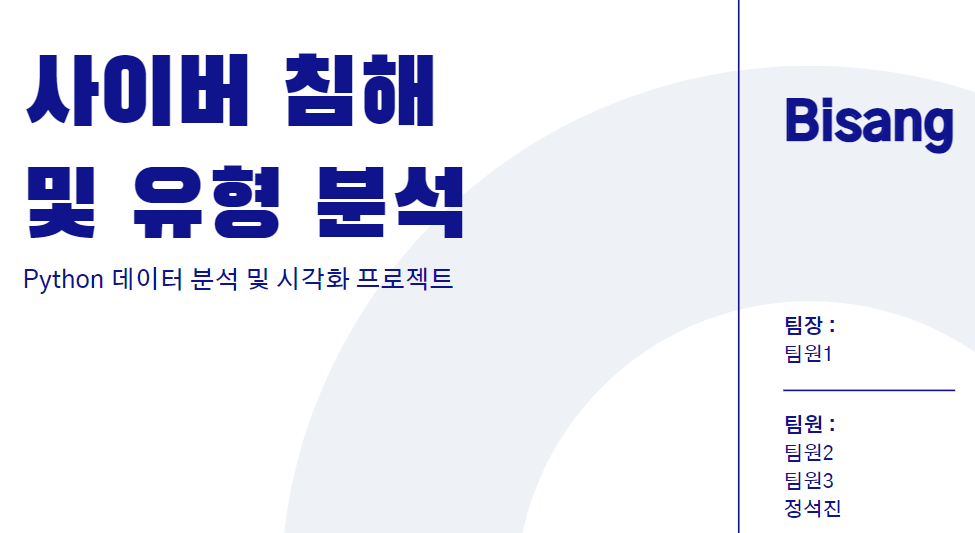 사이버 침해
및 유형 분석
Python 데이터 분석 및 시각화 프로젝트
Bisang
팀장 :
팀원1
팀원 :
팀원2
팀원3
정석진